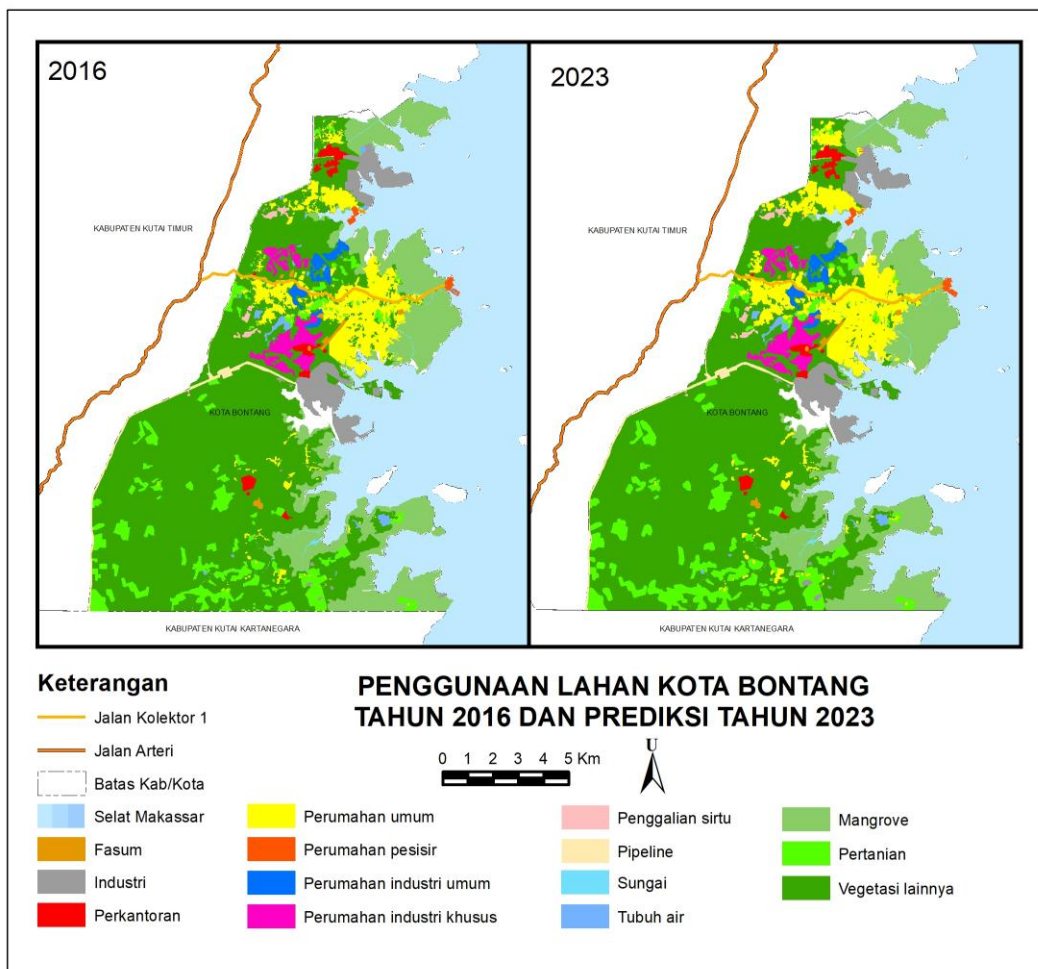 2016
KABUPATEN KUTAI TIMUR
KOTA BONTANG
KABUPATEN KUTAI KARTANEGARA
2023
KABUPATEN KUTAI TIMUR
KOTA BONTANG
KABUPATEN KUTAI KARTANEGARA
PENGGUNAAN LAHAN KOTA BONTANG
TAHUN 2016 DAN PREDIKSI TAHUN 2023
0 1 2 3 4 5 Km
U
Keterangan
Jalan Kolektor 1
Jalan Arteri
Batas Kab/Kota
Selat Makassar
Fasum
Industri
Perkantoran
Perumahan umum
Perumahan pesisir
Perumahan industri umum
Perumahan industri khusus
Penggalian sirtu
Pipeline
Sungai
Tubuh air
Mangrove
Pertanian
Vegetasi lainnya